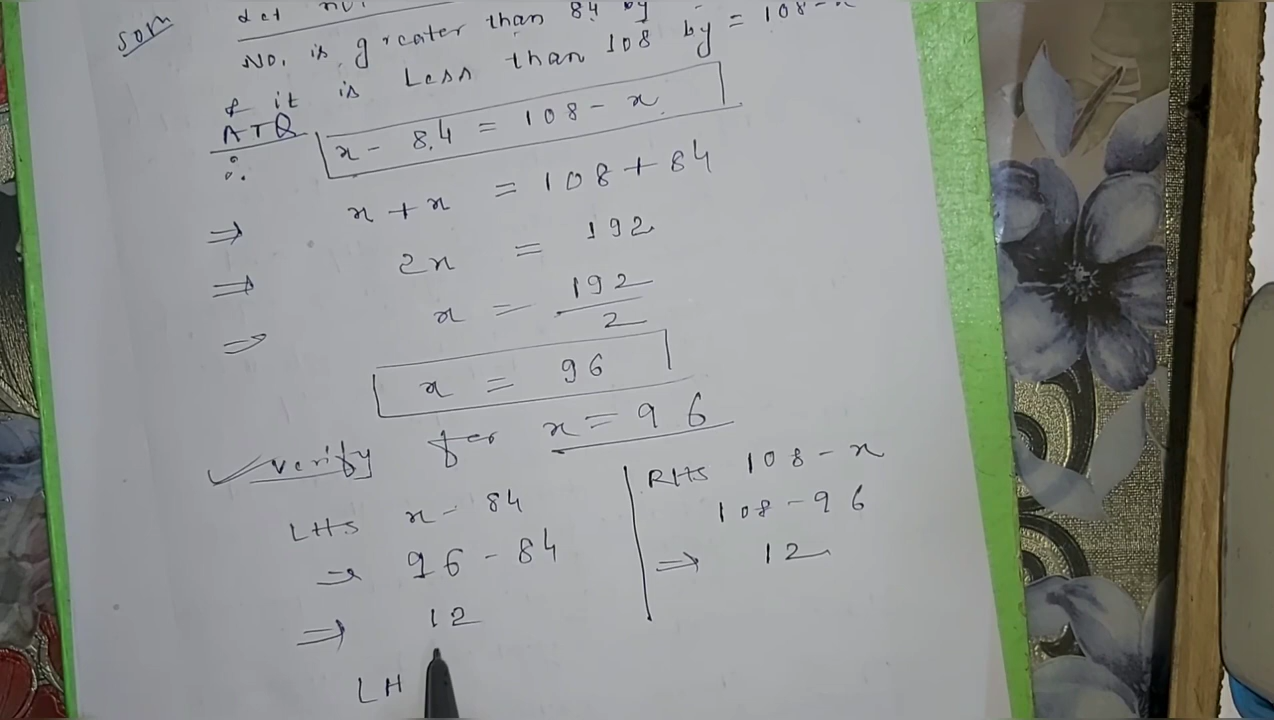 Soln
Let no.
No. is greater than 84 by
& it is Less than 108 by = 108 - x
ATQ
∴ x - 84 = 108 - x
⇒ x + x = 108 + 84
⇒ 2x = 192
⇒ x = 192/2
x = 96
✓ verify for x = 96
LHS x - 84
⇒ 96 - 84
⇒ 12
LH
RHS 108 - x
108 - 96
⇒ 12